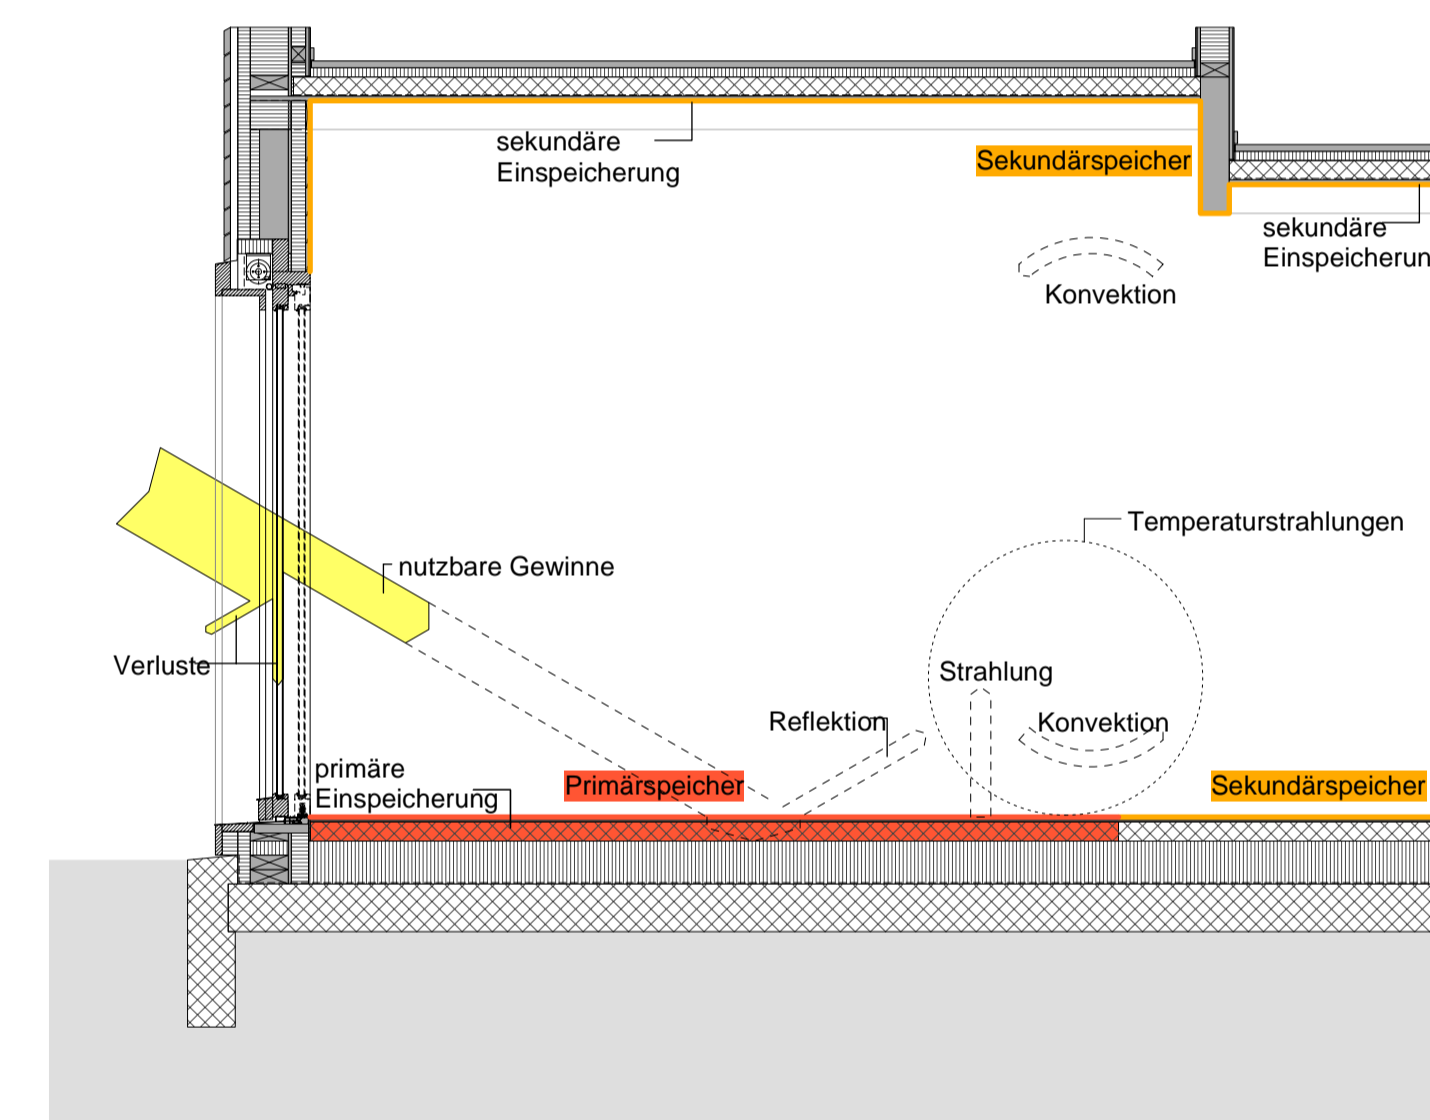 sekundäre
Einspeicherung
Sekundärspeicher
sekundäre
Einspeicherun
Konvektion
Temperaturstrahlungen
nutzbare Gewinne
Verluste
Strahlung
Reflektion
Konvektion
primäre
Einspeicherung
Primärspeicher
Sekundärspeicher